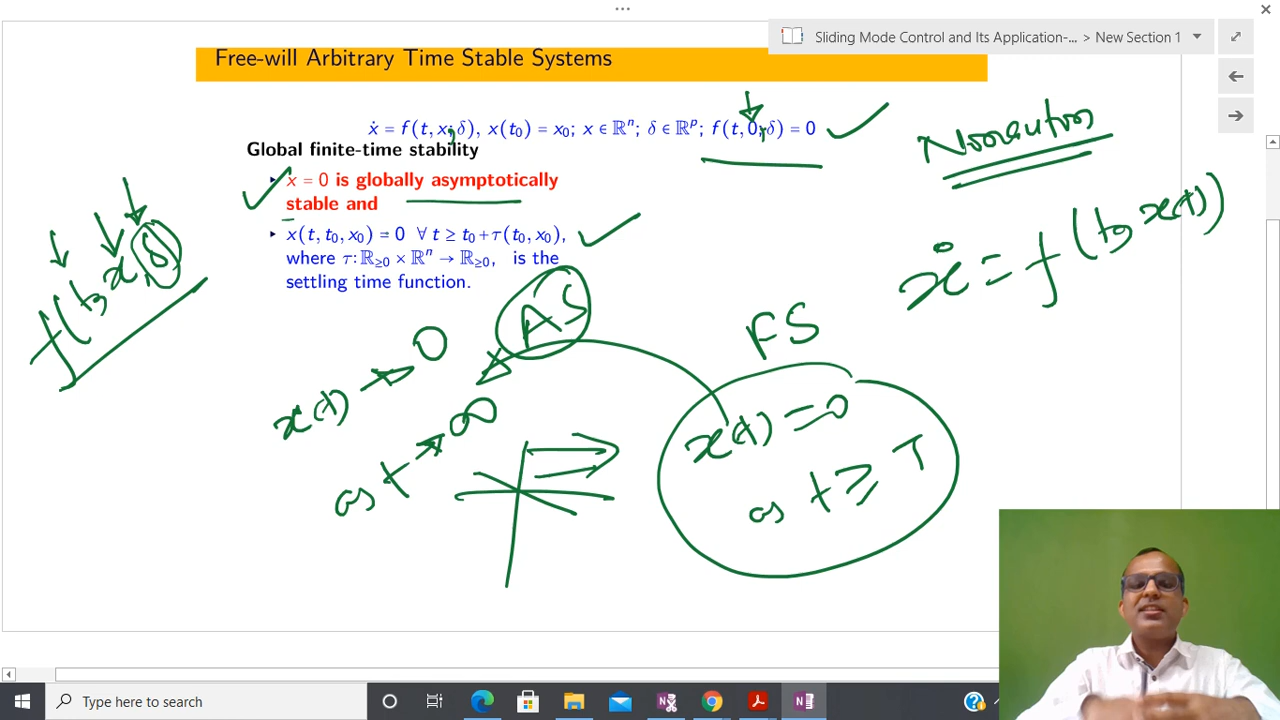 ...
Sliding Mode Control and Its Application-... > New Section 1
Free-will Arbitrary Time Stable Systems
ẋ = f(t, x; δ), x(t₀) = x₀; x ∈ ℝⁿ; δ ∈ ℝᵖ; f(t, 0; δ) = 0
Global finite-time stability
x = 0 is globally asymptotically
stable and
x(t, t₀, x₀) = 0 ∀ t ≥ t₀ + τ(t₀, x₀),
where τ: ℝ≥0 × ℝⁿ → ℝ≥0, is the
settling time function.
ẋ = f(t, x(t))
f(t, x, δ)
AS
x(t) → 0
as t → ∞
FS
x(t) = 0
as t ≥ T
Type here to search